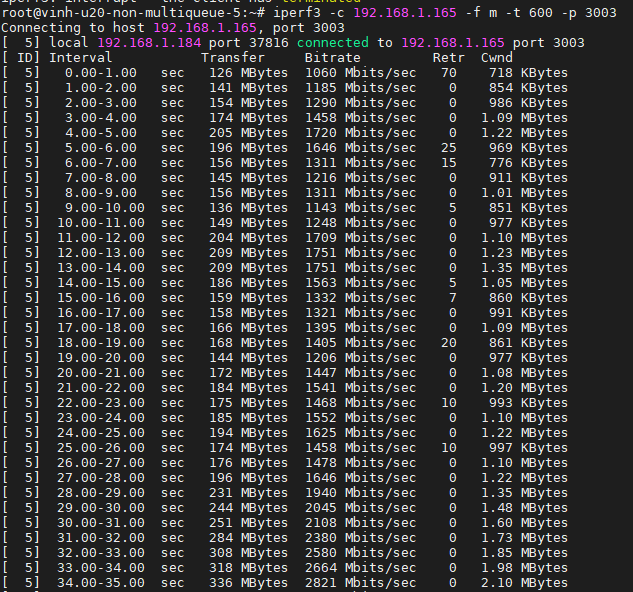 iperf3: interrupt - the client has terminated
root@vinh-u20-non-multiqueue-5:~# iperf3 -c 192.168.1.165 -f m -t 600 -p 3003
Connecting to host 192.168.1.165, port 3003
[  5] local 192.168.1.184 port 37816 connected to 192.168.1.165 port 3003
[ ID] Interval           Transfer     Bitrate         Retr  Cwnd
[  5]   0.00-1.00   sec   126 MBytes  1060 Mbits/sec   70    718 KBytes
[  5]   1.00-2.00   sec   141 MBytes  1185 Mbits/sec    0    854 KBytes
[  5]   2.00-3.00   sec   154 MBytes  1290 Mbits/sec    0    986 KBytes
[  5]   3.00-4.00   sec   174 MBytes  1458 Mbits/sec    0   1.09 MBytes
[  5]   4.00-5.00   sec   205 MBytes  1720 Mbits/sec    0   1.22 MBytes
[  5]   5.00-6.00   sec   196 MBytes  1646 Mbits/sec   25    969 KBytes
[  5]   6.00-7.00   sec   156 MBytes  1311 Mbits/sec   15    776 KBytes
[  5]   7.00-8.00   sec   145 MBytes  1216 Mbits/sec    0    911 KBytes
[  5]   8.00-9.00   sec   156 MBytes  1311 Mbits/sec    0   1.01 MBytes
[  5]   9.00-10.00  sec   136 MBytes  1143 Mbits/sec    5    851 KBytes
[  5]  10.00-11.00  sec   149 MBytes  1248 Mbits/sec    0    977 KBytes
[  5]  11.00-12.00  sec   204 MBytes  1709 Mbits/sec    0   1.10 MBytes
[  5]  12.00-13.00  sec   209 MBytes  1751 Mbits/sec    0   1.23 MBytes
[  5]  13.00-14.00  sec   209 MBytes  1751 Mbits/sec    0   1.35 MBytes
[  5]  14.00-15.00  sec   186 MBytes  1563 Mbits/sec    5   1.05 MBytes
[  5]  15.00-16.00  sec   159 MBytes  1332 Mbits/sec    7    860 KBytes
[  5]  16.00-17.00  sec   158 MBytes  1321 Mbits/sec    0    991 KBytes
[  5]  17.00-18.00  sec   166 MBytes  1395 Mbits/sec    0   1.09 MBytes
[  5]  18.00-19.00  sec   168 MBytes  1405 Mbits/sec   20    861 KBytes
[  5]  19.00-20.00  sec   144 MBytes  1206 Mbits/sec    0    977 KBytes
[  5]  20.00-21.00  sec   172 MBytes  1447 Mbits/sec    0   1.08 MBytes
[  5]  21.00-22.00  sec   184 MBytes  1541 Mbits/sec    0   1.20 MBytes
[  5]  22.00-23.00  sec   175 MBytes  1468 Mbits/sec   10    993 KBytes
[  5]  23.00-24.00  sec   185 MBytes  1552 Mbits/sec    0   1.10 MBytes
[  5]  24.00-25.00  sec   194 MBytes  1625 Mbits/sec    0   1.22 MBytes
[  5]  25.00-26.00  sec   174 MBytes  1458 Mbits/sec   10    997 KBytes
[  5]  26.00-27.00  sec   176 MBytes  1478 Mbits/sec    0   1.10 MBytes
[  5]  27.00-28.00  sec   196 MBytes  1646 Mbits/sec    0   1.22 MBytes
[  5]  28.00-29.00  sec   231 MBytes  1940 Mbits/sec    0   1.35 MBytes
[  5]  29.00-30.00  sec   244 MBytes  2045 Mbits/sec    0   1.48 MBytes
[  5]  30.00-31.00  sec   251 MBytes  2108 Mbits/sec    0   1.60 MBytes
[  5]  31.00-32.00  sec   284 MBytes  2380 Mbits/sec    0   1.73 MBytes
[  5]  32.00-33.00  sec   308 MBytes  2580 Mbits/sec    0   1.85 MBytes
[  5]  33.00-34.00  sec   318 MBytes  2664 Mbits/sec    0   1.98 MBytes
[  5]  34.00-35.00  sec   336 MBytes  2821 Mbits/sec    0   2.10 MBytes